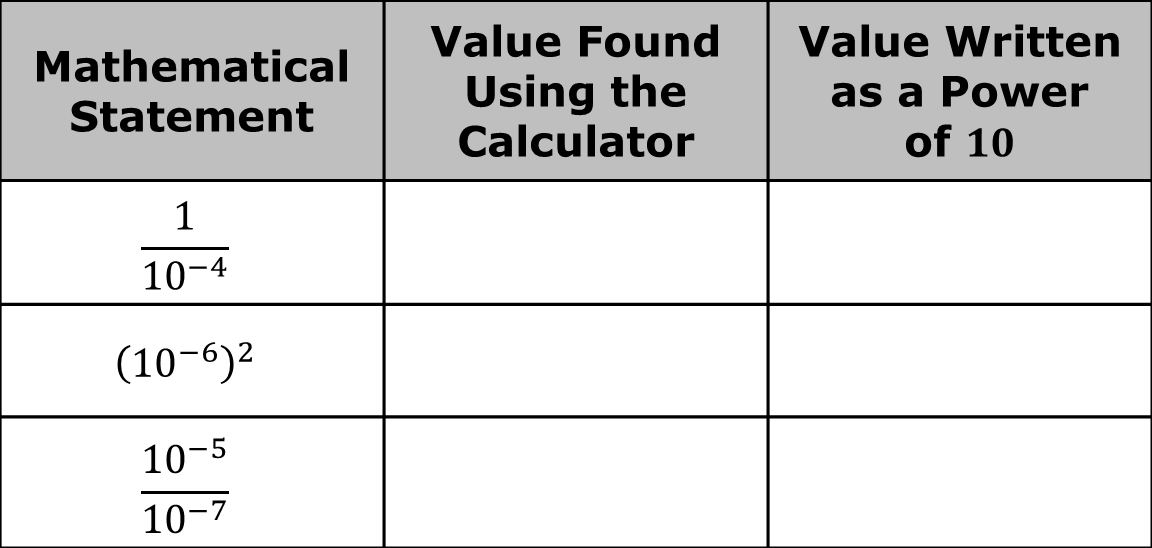 Mathematical
Statement
Value Found
Using the
Calculator
Value Written
as a Power
of 10
1
10⁻⁴
(10⁻⁶)²
10⁻⁵
10⁻⁷